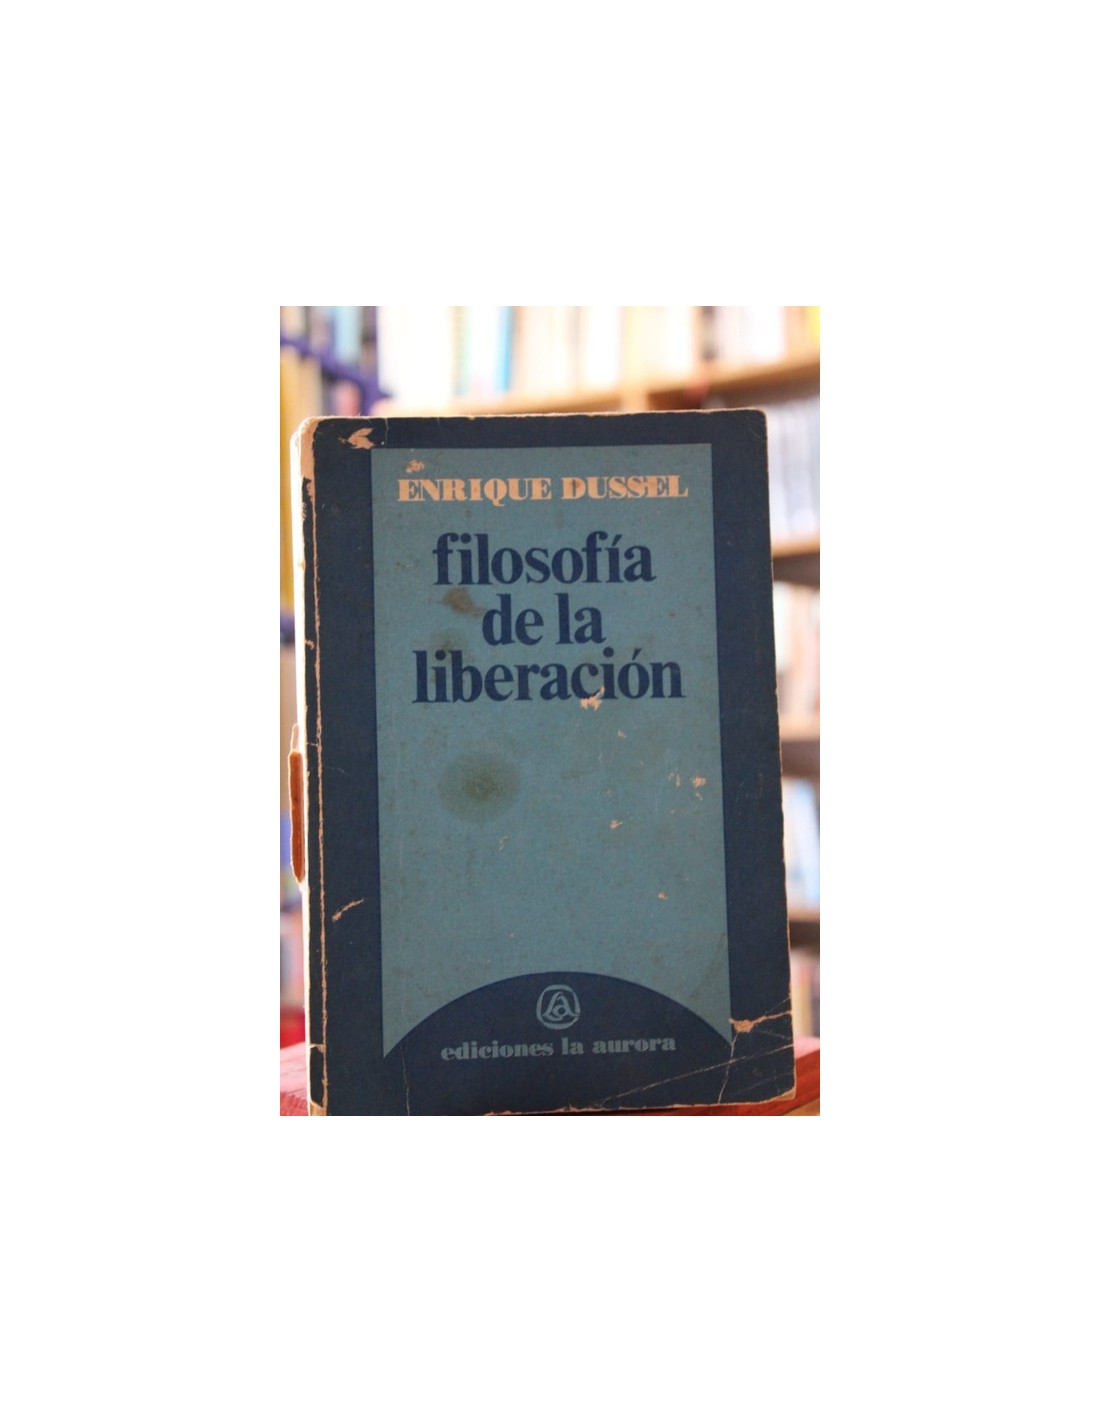 ENRIQUE DUSSEL
filosofía
de la
liberación
ediciones la aurora